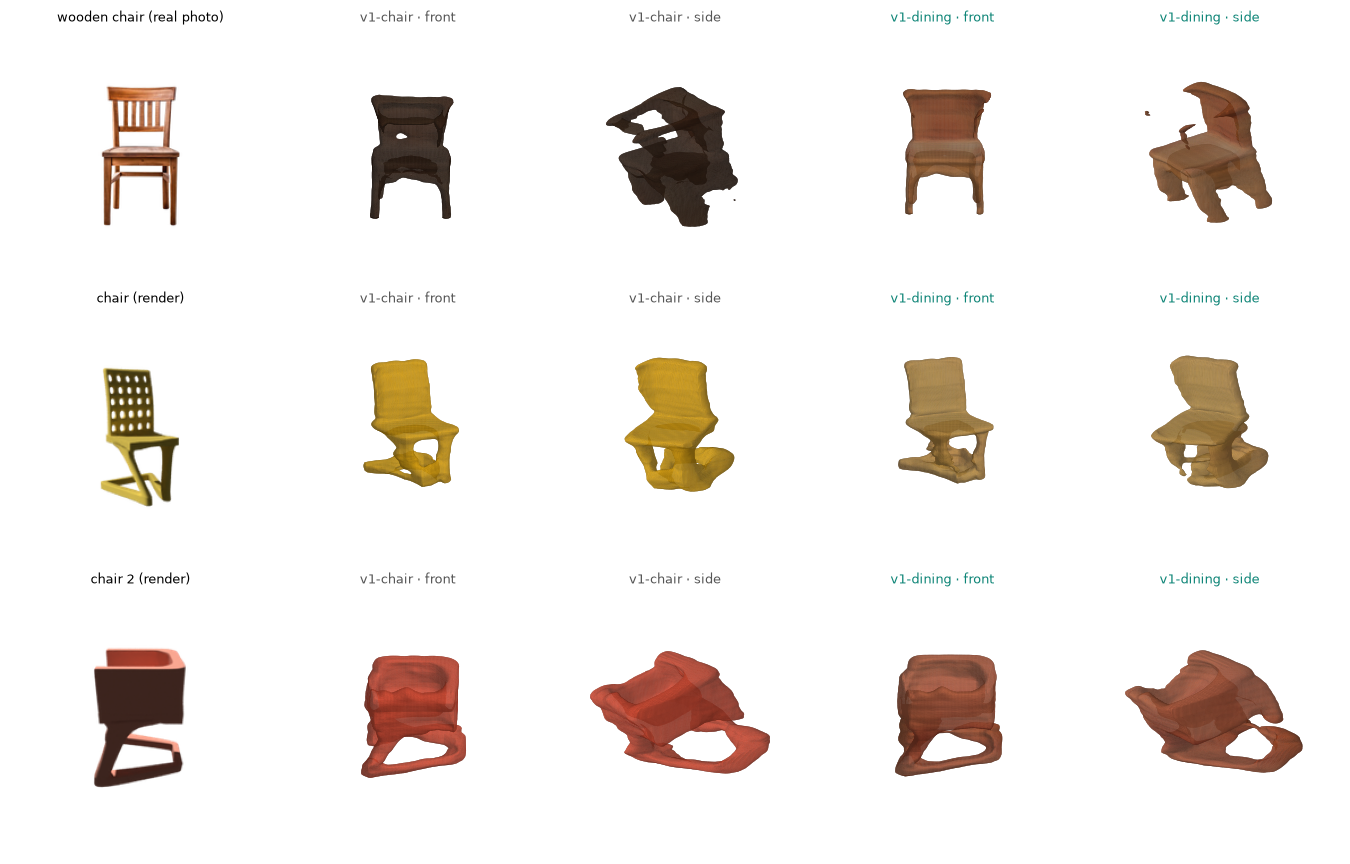 wooden chair (real photo)
v1-chair · front
v1-chair · side
v1-dining · front
v1-dining · side
chair (render)
v1-chair · front
v1-chair · side
v1-dining · front
v1-dining · side
chair 2 (render)
v1-chair · front
v1-chair · side
v1-dining · front
v1-dining · side